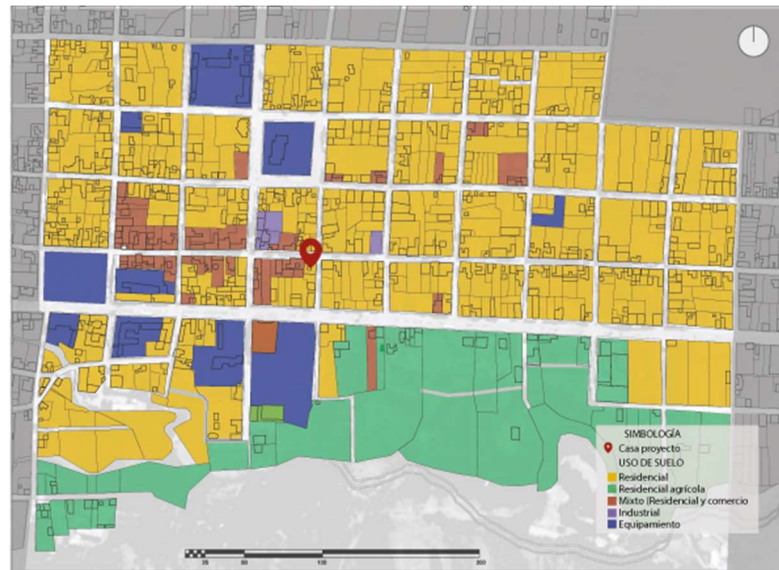 SIMBOLOGÍA
Casa proyecto
USO DE SUELO
Residencial
Residencial agrícola
Mixto (Residencial y comercio
Industrial
Equipamiento